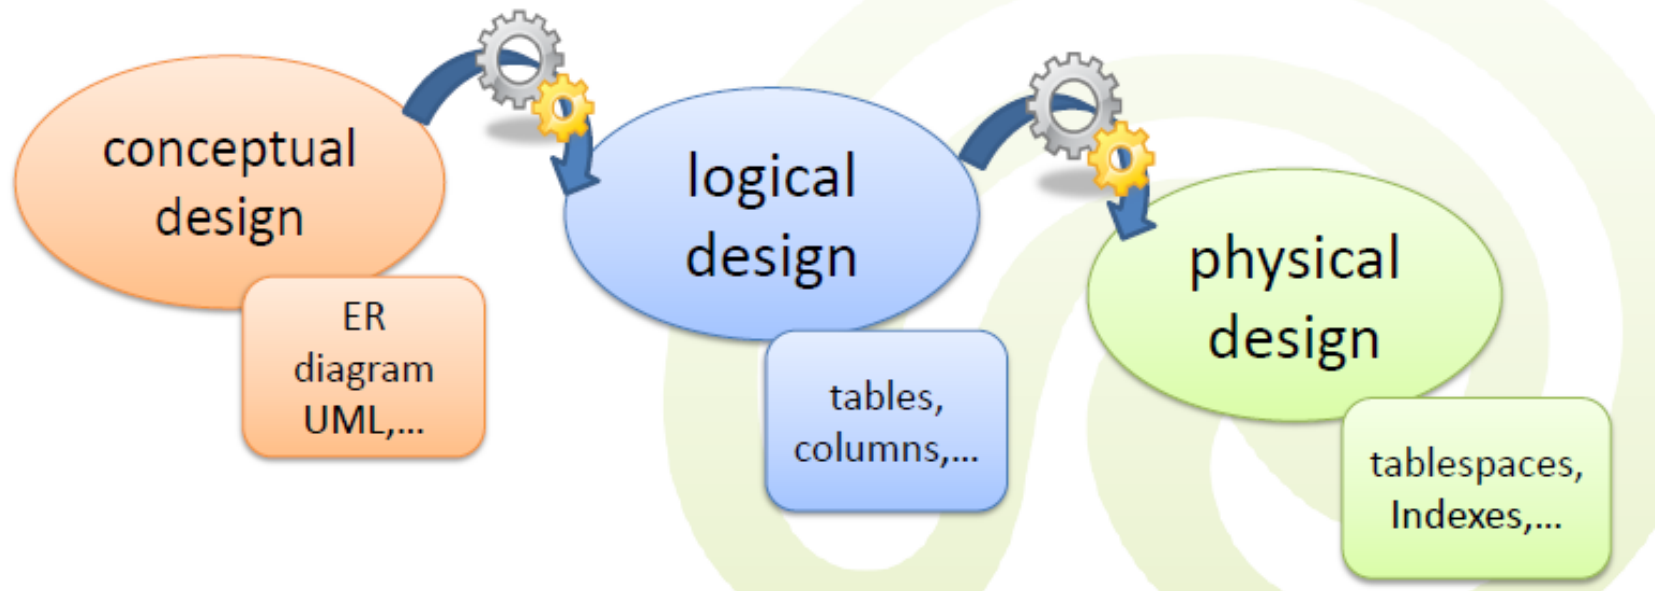 conceptual
design
ER
diagram
UML,...
logical
design
tables,
columns,...
physical
design
tablespaces,
Indexes,...